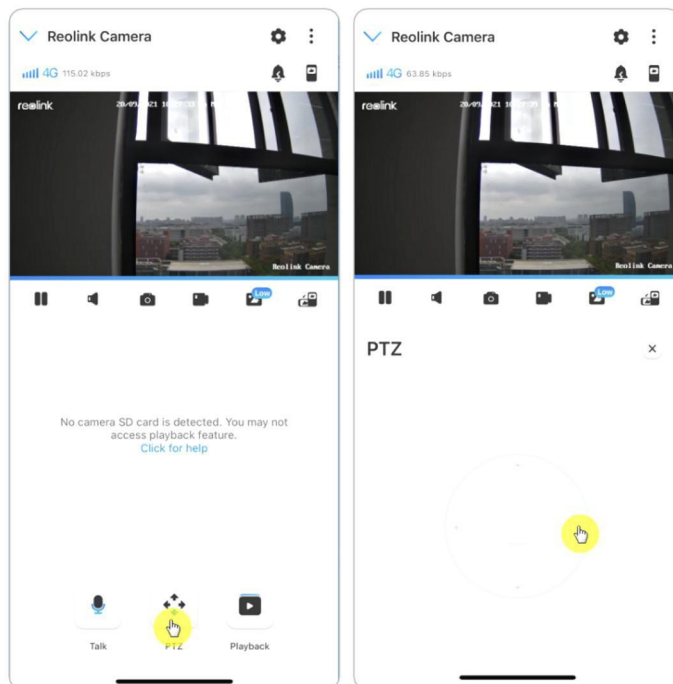 Reolink Camera
4G 115.02 kbps
reolink
Reolink Camera
Low
No camera SD card is detected. You may not
access playback feature.
Click for help
Talk
PTZ
Playback
Reolink Camera
4G 63.85 kbps
reolink
Reolink Camera
Low
PTZ